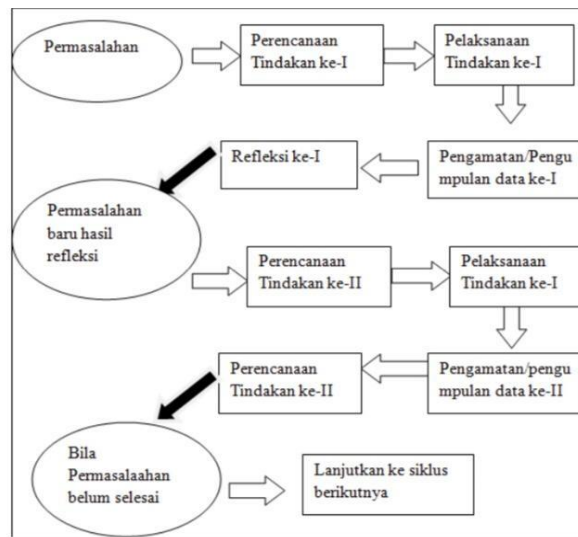 Permasalahan
Perencanaan
Tindakan ke-I
Pelaksanaan
Tindakan ke-I
Refleksi ke-I
Pengamatan/Pengu
mpulan data ke-I
Permasalahan
baru hasil
refleksi
Perencanaan
Tindakan ke-II
Pelaksanaan
Tindakan ke-I
Perencanaan
Tindakan ke-II
Pengamatan/pengu
mpulan data ke-II
Bila
Permasalaahan
belum selesai
Lanjutkan ke siklus
berikutnya